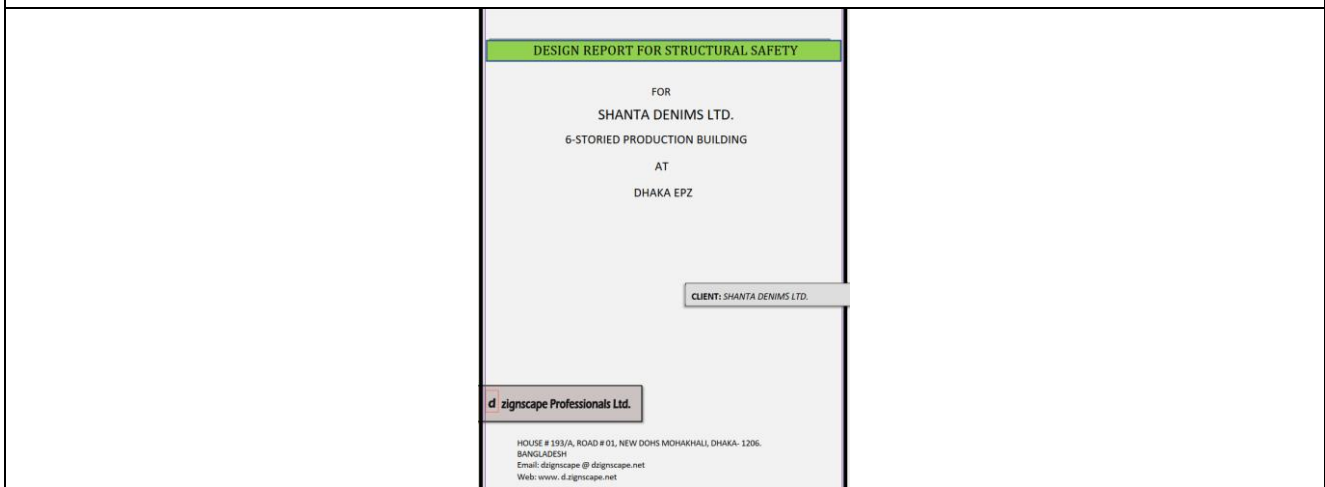 DESIGN REPORT FOR STRUCTURAL SAFETY
FOR
SHANTA DENIMS LTD.
6-STORIED PRODUCTION BUILDING
AT
DHAKA EPZ
CLIENT: SHANTA DENIMS LTD.
d zignscape Professionals Ltd.
HOUSE # 193/A, ROAD # 01, NEW DOHS MOHAKHALI, DHAKA- 1206.
BANGLADESH
Email: dzignscape @ dzignscape.net
Web: www. d.zignscape.net